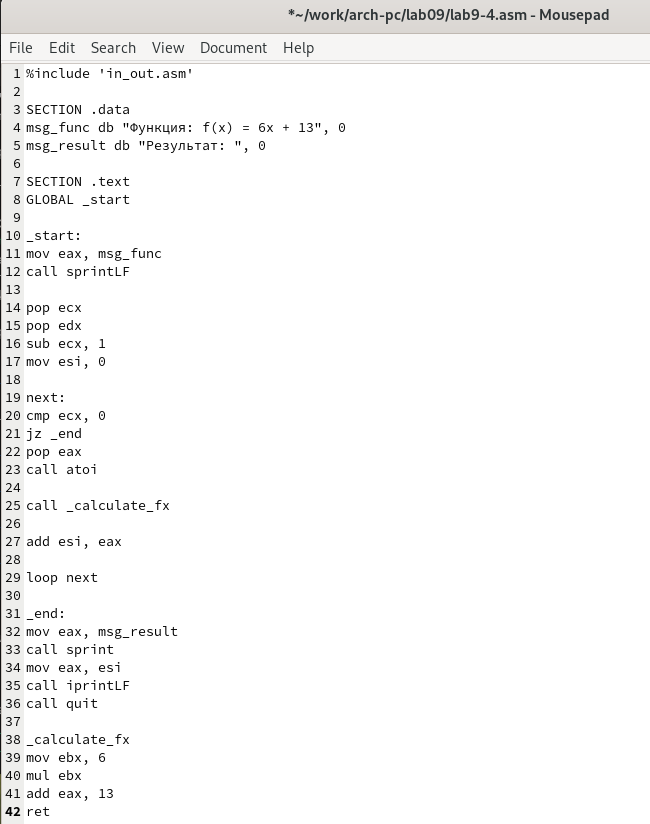 *~/work/arch-pc/lab09/lab9-4.asm - Mousepad
File Edit Search View Document Help
1 %include 'in_out.asm'
2
3 SECTION .data
4 msg_func db "Функция: f(x) = 6x + 13", 0
5 msg_result db "Результат: ", 0
6
7 SECTION .text
8 GLOBAL _start
9
10 _start:
11 mov eax, msg_func
12 call sprintLF
13
14 pop ecx
15 pop edx
16 sub ecx, 1
17 mov esi, 0
18
19 next:
20 cmp ecx, 0
21 jz _end
22 pop eax
23 call atoi
24
25 call _calculate_fx
26
27 add esi, eax
28
29 loop next
30
31 _end:
32 mov eax, msg_result
33 call sprint
34 mov eax, esi
35 call iprintLF
36 call quit
37
38 _calculate_fx
39 mov ebx, 6
40 mul ebx
41 add eax, 13
42 ret